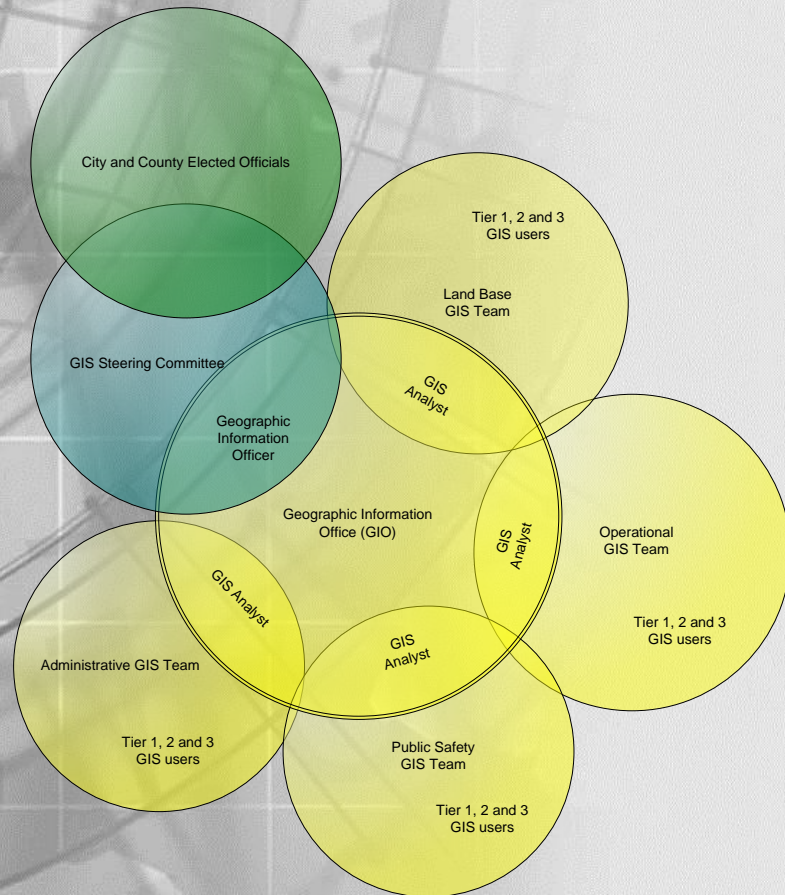 City and County Elected Officials
Tier 1, 2 and 3
GIS users
Land Base
GIS Team
GIS Steering Committee
GIS
Analyst
Geographic
Information
Officer
Geographic Information
Office (GIO)
GIS
Analyst
Operational
GIS Team
Tier 1, 2 and 3
GIS users
GIS Analyst
GIS
Analyst
Administrative GIS Team
Tier 1, 2 and 3
GIS users
Public Safety
GIS Team
Tier 1, 2 and 3
GIS users